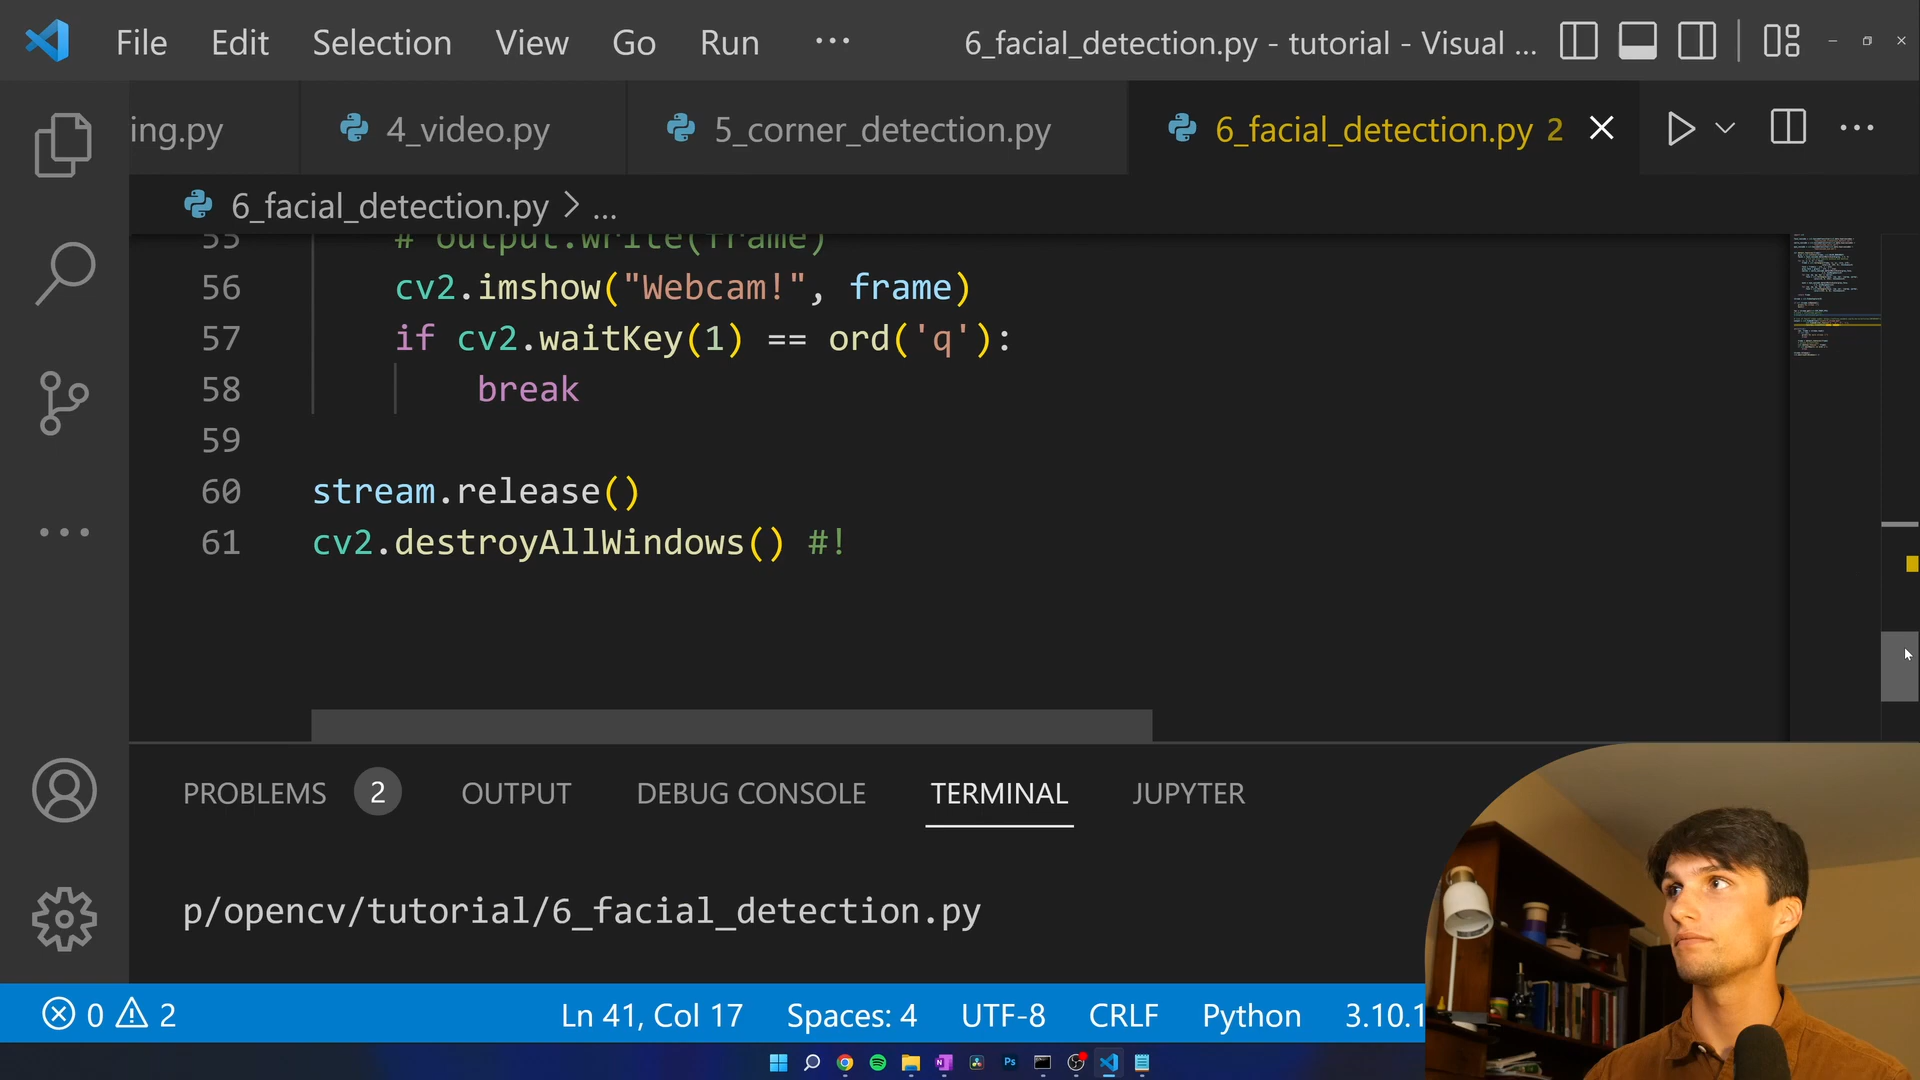 File Edit Selection View Go Run ··· 6_facial_detection.py - tutorial - Visual ...
ing.py 4_video.py 5_corner_detection.py 6_facial_detection.py 2
6_facial_detection.py > ...
55 # output.write(frame)
56 cv2.imshow("Webcam!", frame)
57 if cv2.waitKey(1) == ord('q'):
58 break
59
60 stream.release()
61 cv2.destroyAllWindows() #!
PROBLEMS 2 OUTPUT DEBUG CONSOLE TERMINAL JUPYTER
p/opencv/tutorial/6_facial_detection.py
0 2 Ln 41, Col 17 Spaces: 4 UTF-8 CRLF Python 3.10.1
Ps